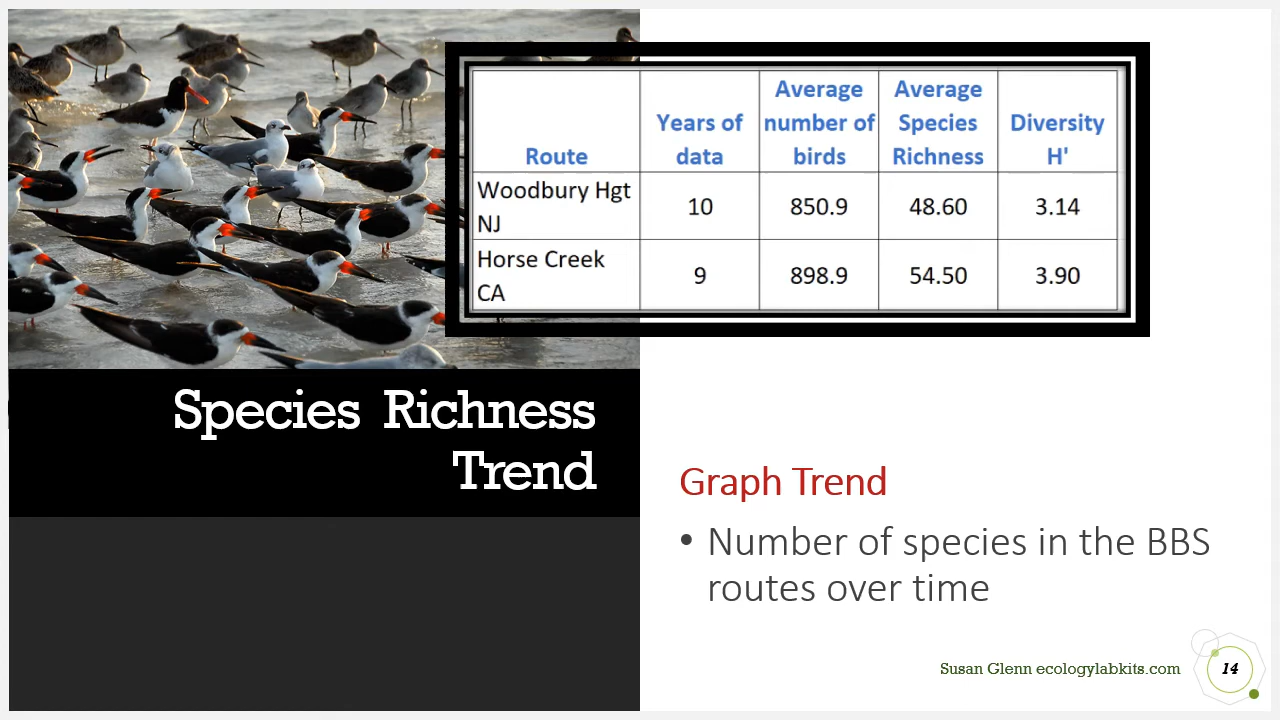 Route
Years of
data
Average
number of
birds
Average
Species
Richness
Diversity
H'
Woodbury Hgt
NJ
10
850.9
48.60
3.14
Horse Creek
CA
9
898.9
54.50
3.90
Species Richness
Trend
Graph Trend
• Number of species in the BBS
routes over time
Susan Glenn ecologylabkits.com
14